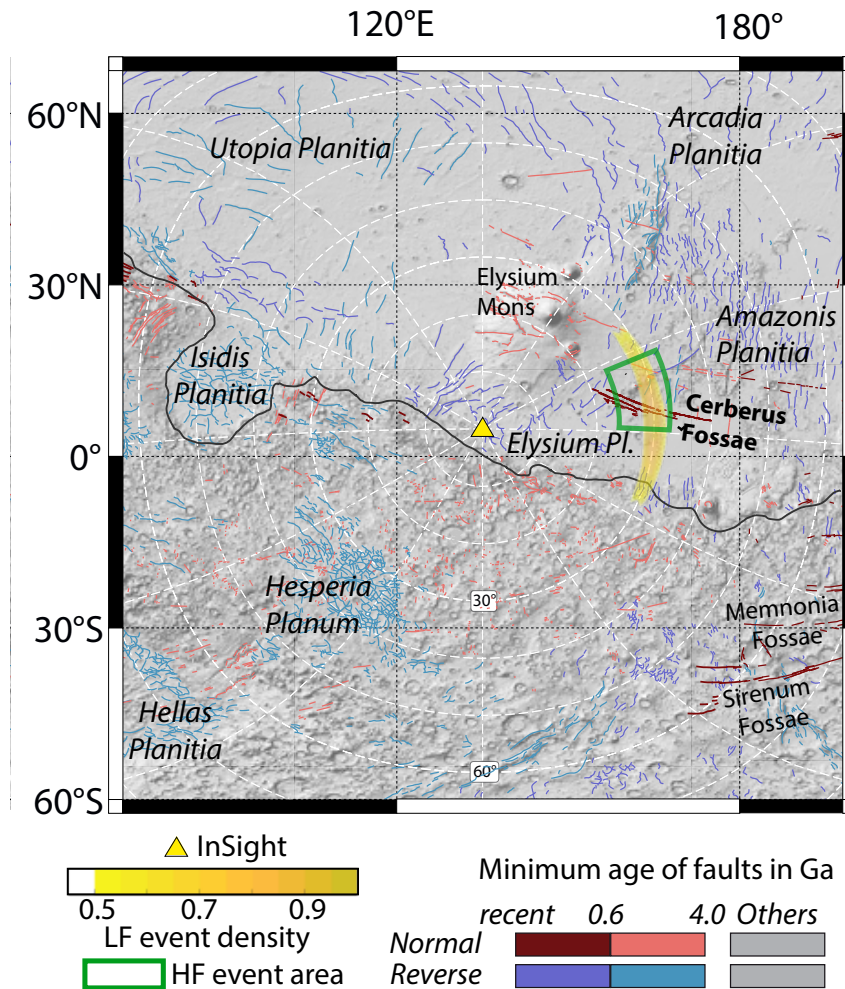 120°E 180°
60°N
Arcadia
Planitia
Utopia Planitia
30°N
Elysium
Mons
Amazonis
Planitia
Isidis
Planitia
Cerberus
Fossae
Elysium Pl.
0°
Hesperia
Planum
30°
Memnonia
Fossae
30°S
Sirenum
Fossae
Hellas
Planitia
60°
60°S
InSight
0.5 0.7 0.9
LF event density
HF event area
Minimum age of faults in Ga
recent 0.6 4.0 Others
Normal
Reverse